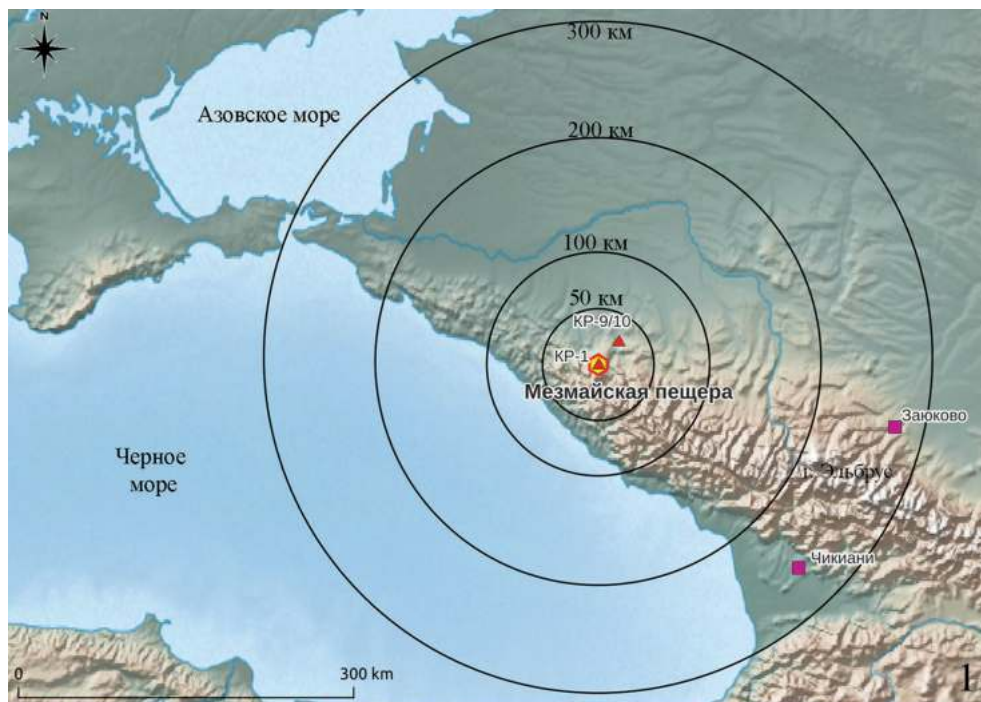 N
300 км
Азовское море
200 км
100 км
50 км
КР-9/10
КР-1
Мезмайская пещера
Заюково
Черное
море
г. Эльбрус
Чикиани
0
300 km
1